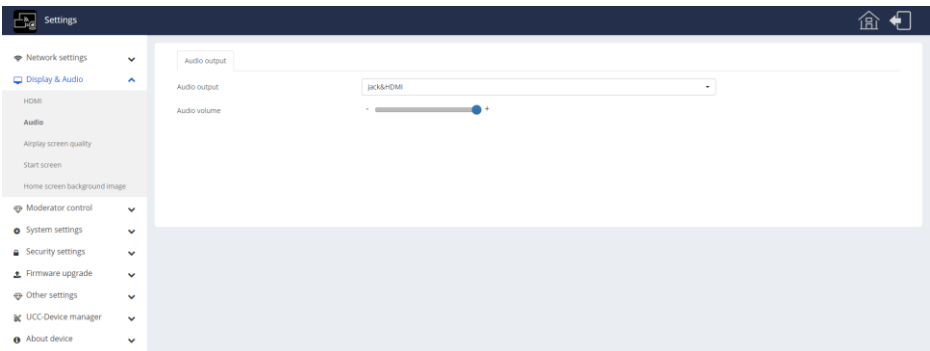 Settings
Network settings
Display & Audio
HDMI
Audio
Airplay screen quality
Start screen
Home screen background image
Moderator control
System settings
Security settings
Firmware upgrade
Other settings
UCC-Device manager
About device
Audio output
Audio output
Jack&HDMI
Audio volume
- +